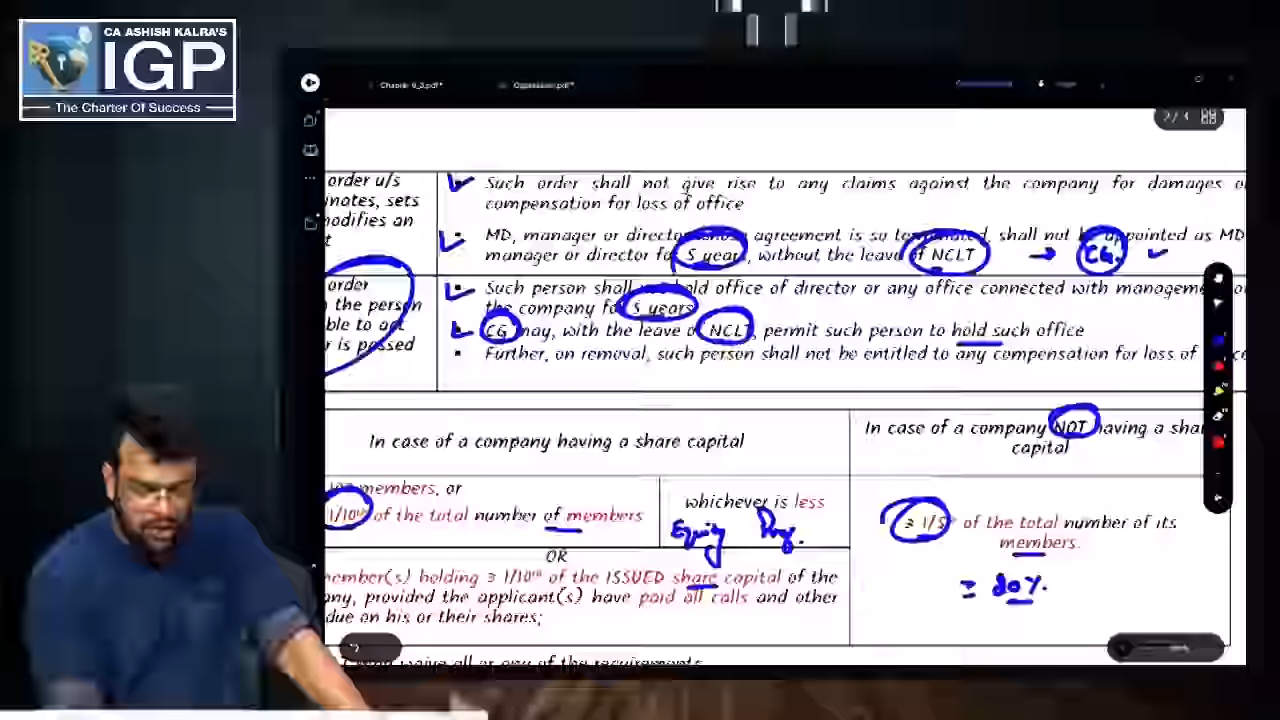 CA ASHISH KALRA'S
IGP
The Charter Of Success
Oppression.pdf*
2 / 4
order u/s
sets
modifies an
Such order shall not give rise to any claims against the company for damages
compensation for loss of office
MD, manager or director agreement is so terminated, shall not be appointed as MD
manager or director for 5 years, without the leave of NCLT → CG.
order
the person
to act
is passed
Such person shall hold office of director or any office connected with
the company for 5 years
CG may, with the leave of NCLT, permit such person to hold such office
Further, on removal, such person shall not be entitled to any compensation for loss of
In case of a company having a share capital
In case of a company NOT having a
capital
members, or
1/10th of the total number of members
whichever is less
Equity
≥ 1/5 of the total number of its
members.
= 20%.
OR
member(s) holding ≥ 1/10th of the ISSUED share capital of the
provided the applicant(s) have paid all calls and other
due on his or their shares;
waive all or any of the requirements